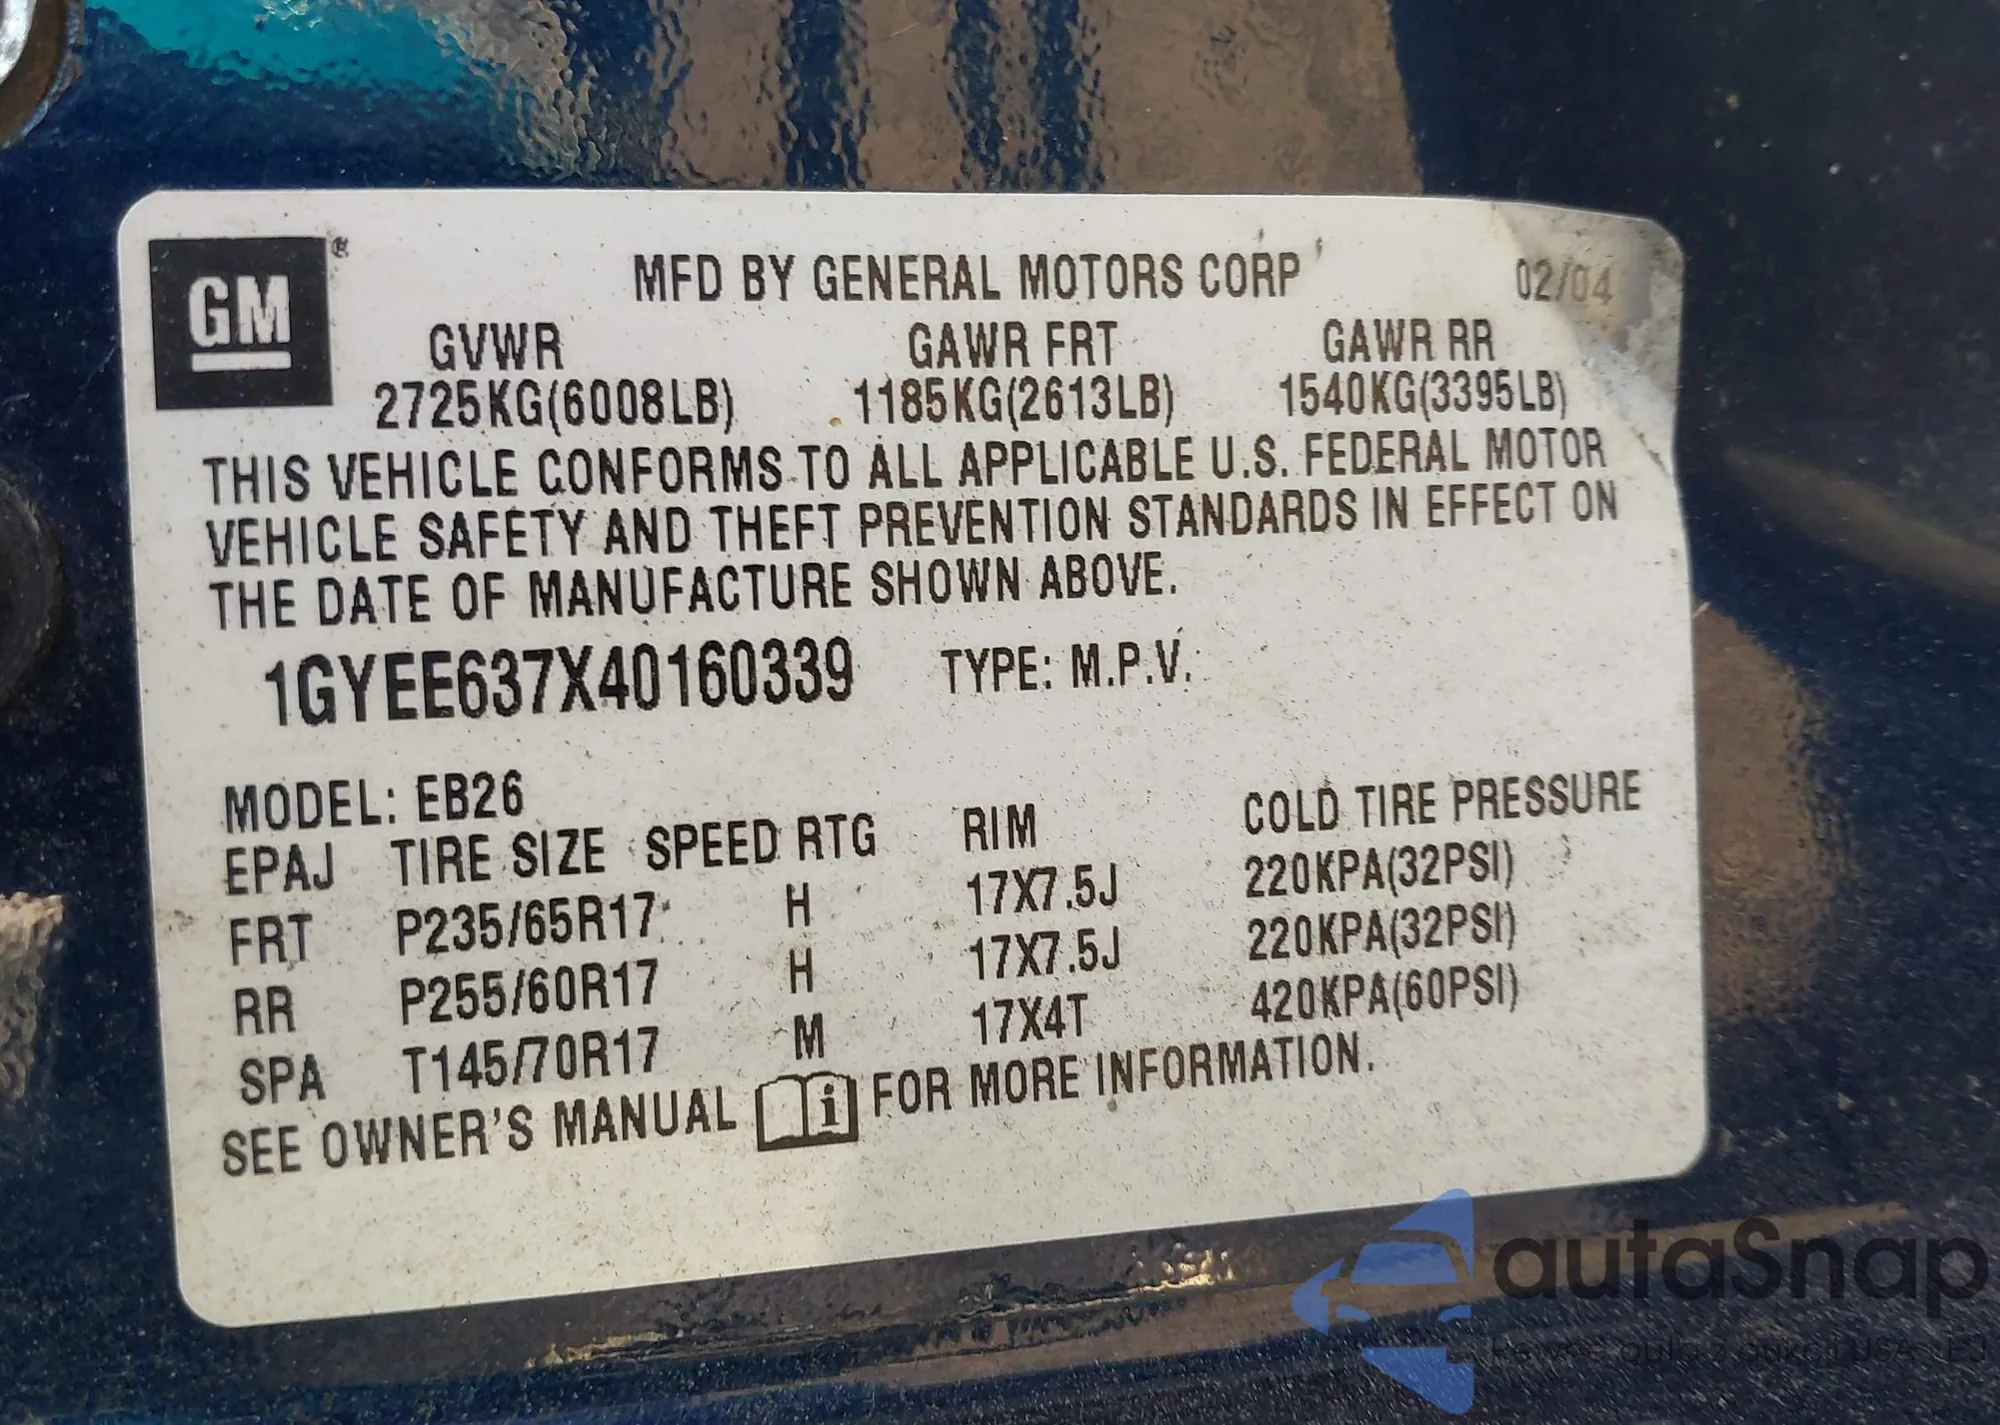 GM®
MFD BY GENERAL MOTORS CORP 02/04
GVWR GAWR FRT GAWR RR
2725KG(6008LB) 1185KG(2613LB) 1540KG(3395LB)
THIS VEHICLE CONFORMS TO ALL APPLICABLE U.S. FEDERAL MOTOR
VEHICLE SAFETY AND THEFT PREVENTION STANDARDS IN EFFECT ON
THE DATE OF MANUFACTURE SHOWN ABOVE.
1GYEE637X40160339 TYPE: M.P.V.
MODEL: EB26
EPAJ TIRE SIZE SPEED RTG RIM COLD TIRE PRESSURE
FRT P235/65R17 H 17X7.5J 220KPA(32PSI)
RR P255/60R17 H 17X7.5J 220KPA(32PSI)
SPA T145/70R17 M 17X4T 420KPA(60PSI)
SEE OWNER'S MANUAL FOR MORE INFORMATION.
autaSnap